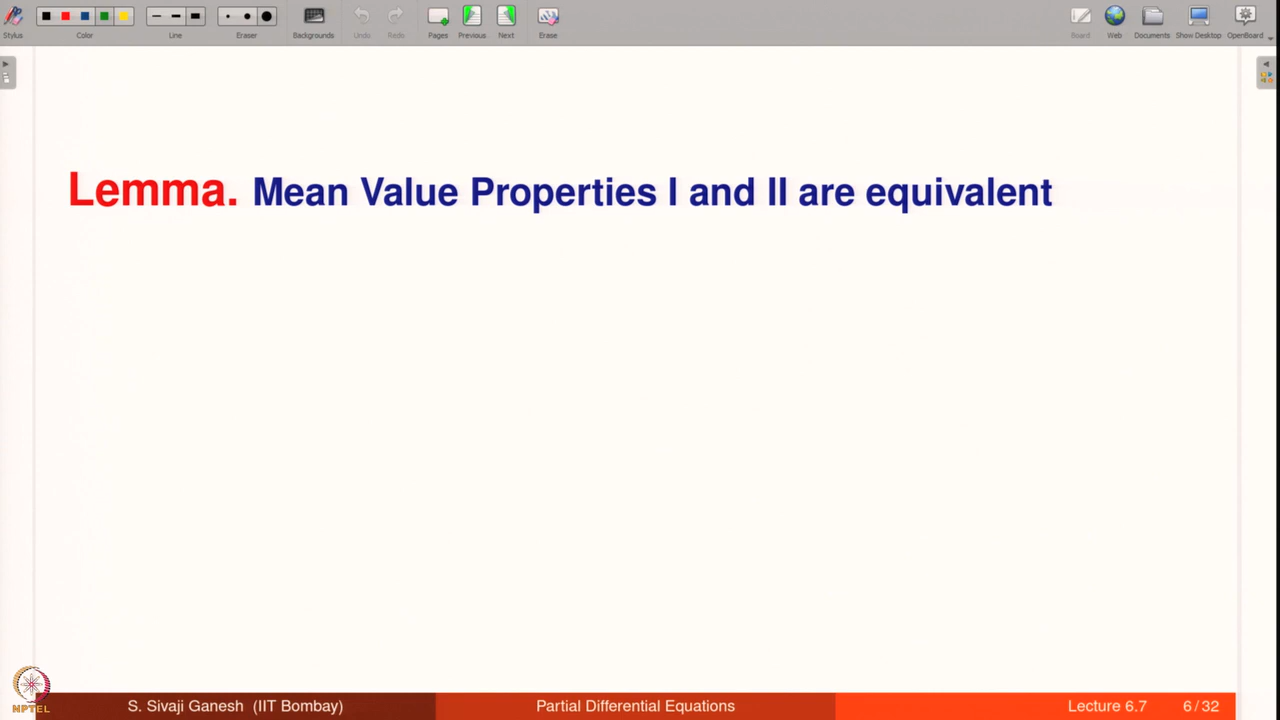 Stylus
Color
Line
Eraser
Backgrounds
Undo
Redo
Pages
Previous
Next
Erase
Board
Web
Documents
Show Desktop
OpenBoard
Lemma. Mean Value Properties I and II are equivalent
NPTEL
S. Sivaji Ganesh (IIT Bombay)
Partial Differential Equations
Lecture 6.7
6/32